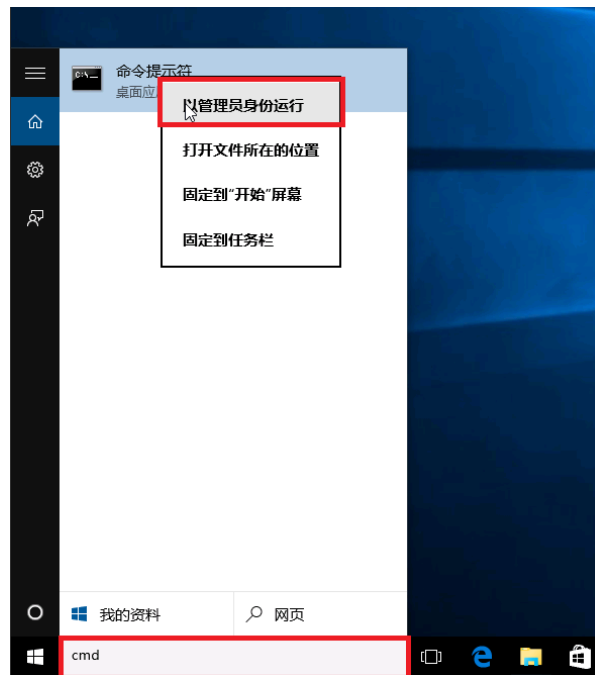 命令提示符
桌面应
以管理员身份运行
打开文件所在的位置
固定到"开始"屏幕
固定到任务栏
我的资料
网页
cmd